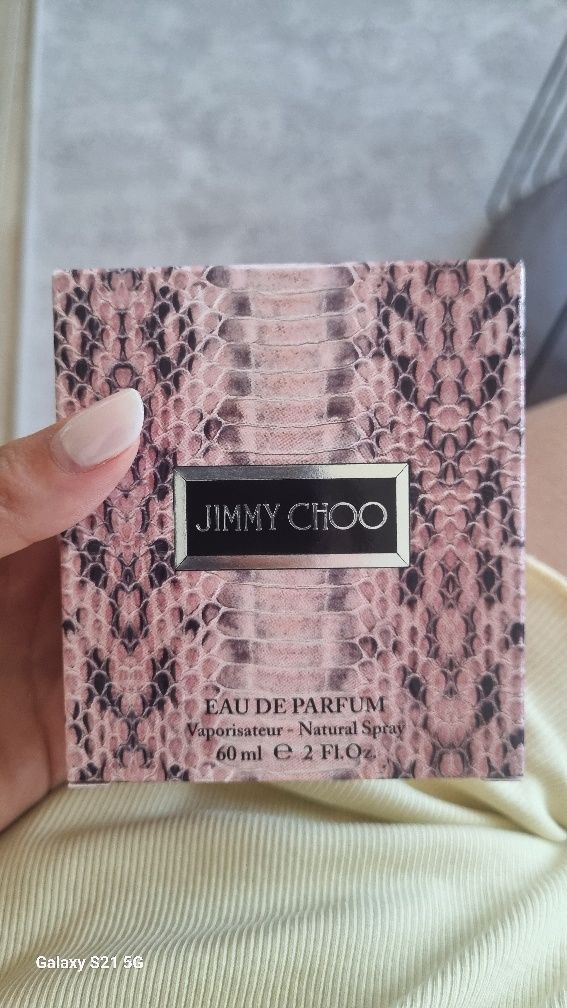 JIMMY CHOO
EAU DE PARFUM
Vaporisateur - Natural Spray
60 ml ℮ 2 Fl.Oz.
Galaxy S21 5G